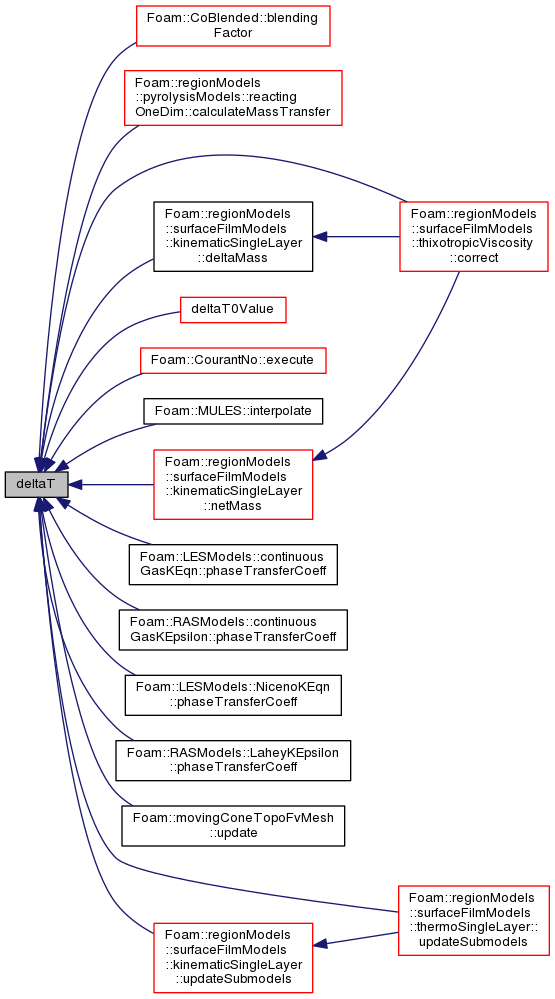 Foam::CoBlended::blending
Factor
Foam::regionModels
::pyrolysisModels::reacting
OneDim::calculateMassTransfer
Foam::regionModels
::surfaceFilmModels
::kinematicSingleLayer
::deltaMass
Foam::regionModels
::surfaceFilmModels
::thixotropicViscosity
::correct
deltaT0Value
Foam::CourantNo::execute
Foam::MULES::interpolate
deltaT
Foam::regionModels
::surfaceFilmModels
::kinematicSingleLayer
::netMass
Foam::LESModels::continuous
GasKEqn::phaseTransferCoeff
Foam::RASModels::continuous
GasKEpsilon::phaseTransferCoeff
Foam::LESModels::NicenoKEqn
::phaseTransferCoeff
Foam::RASModels::LaheyKEpsilon
::phaseTransferCoeff
Foam::movingConeTopoFvMesh
::update
Foam::regionModels
::surfaceFilmModels
::thermoSingleLayer::
updateSubmodels
Foam::regionModels
::surfaceFilmModels
::kinematicSingleLayer
::updateSubmodels